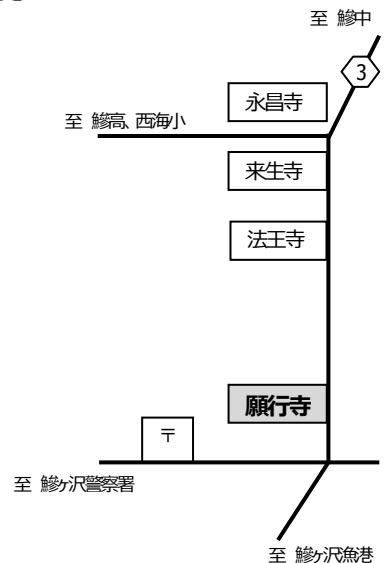 至 鰺中
3
永昌寺
至 鰺高、西海小
来生寺
法王寺
願行寺
〒
至 鰺ヶ沢警察署
至 鰺ヶ沢漁港